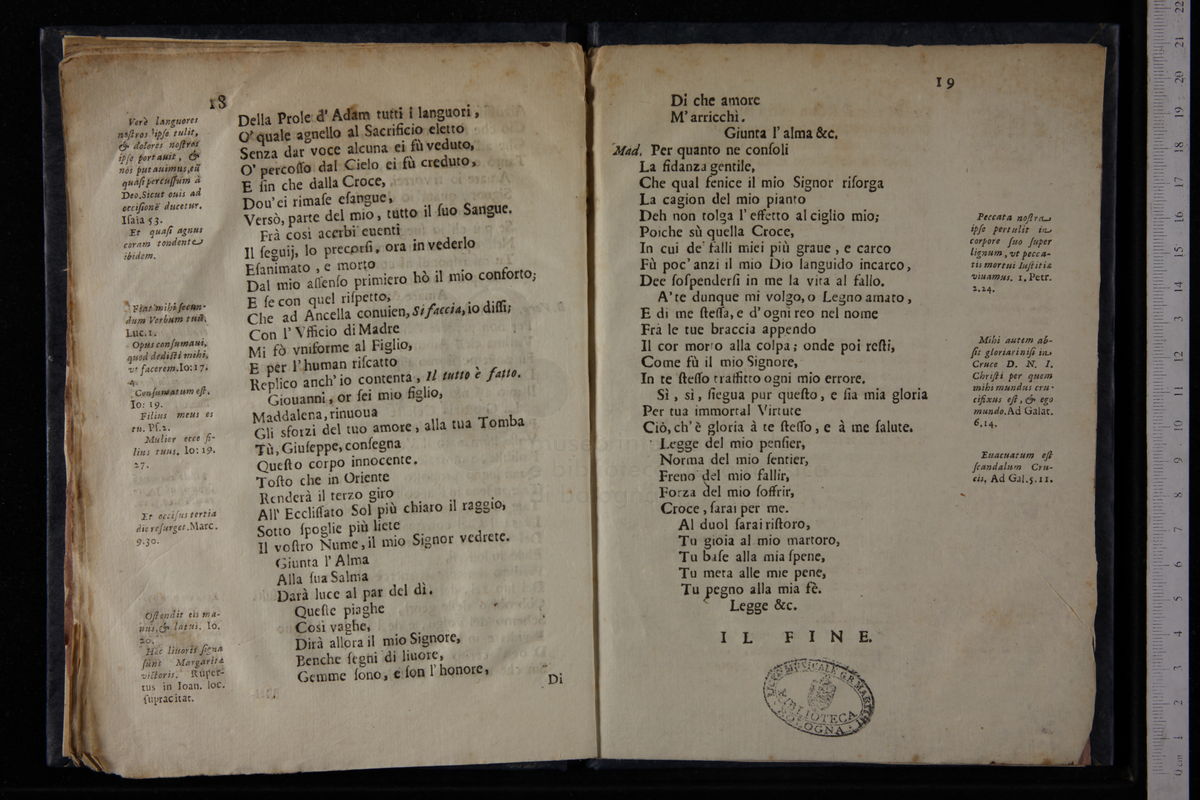 18
Verè languores
nostros ipse tulit,
& dolores nostros
ipse portauit, &
nos putauimus, eũ
quasi percussum à
Deo. Sicut ouis ad
occisionẽ ducetur.
Isaia 53.
Et quasi agnus
coram tondente
ibidem.
Fiat mihi secun-
dum Verbum tuũ.
Luc. 1.
Opus consumaui,
quod dedisti mihi,
vt facerem. Io: 17.
4.
Consumatum est.
Io: 19.
Filius meus es
tu. Ps. 2.
Mulier ecce fi-
lius tuus. Io: 19.
27.
Et occisus tertia
die resurget. Marc.
9.30.
Ostendit eis ma-
nus, & latus. Io.
20.
Hæ liuoris signa
sunt Margarita
victoris. Ruper-
tus in Ioan. loc.
supracitat.
Della Prole d' Adam tutti i languori,
O' quale agnello al Sacrificio eletto
Senza dar voce alcuna ei fù veduto,
O' percosso dal Cielo ei fù creduto,
E fin che dalla Croce,
Dou' ei rimase esangue,
Versò, parte del mio, tutto il suo Sangue.
Frà così acerbi euenti
Il seguij, lo precorsi, ora in vederlo
Esanimato, e morto
Dal mio assenso primiero hò il mio conforto;
E se con quel rispetto,
Che ad Ancella conuien, Si faccia, io dissi;
Con l' Vfficio di Madre
Mi fò vniforme al Figlio,
E per l' human riscatto
Replico anch' io contenta, Il tutto è fatto.
Giouanni, or sei mio figlio,
Maddalena, rinuoua
Gli sforzi del tuo amore, alla tua Tomba
Tù, Giuseppe, consegna
Questo corpo innocente.
Tosto che in Oriente
Renderà il terzo giro
All' Ecclissato Sol più chiaro il raggio,
Sotto spoglie più liete
Il vostro Nume, il mio Signor vedrete.
Giunta l' Alma
Alla sua Salma
Darà luce al par del dì.
Queste piaghe
Così vaghe,
Dirà allora il mio Signore,
Benche segni di liuore,
Gemme sono, e son l' honore,
Di
19
Di che amore
M' arricchì.
Giunta l' alma &c.
Mad. Per quanto ne consoli
La fidanza gentile,
Che qual fenice il mio Signor risorga
La cagion del mio pianto
Deh non tolga l' effetto al ciglio mio;
Poiche sù quella Croce,
In cui de' falli miei più graue, e carco
Fù poc' anzi il mio Dio languido incarco,
Dee sospendersi in me la vita al fallo.
A' te dunque mi volgo, o Legno amato,
E di me stessa, e d' ogni reo nel nome
Frà le tue braccia appendo
Il cor morto alla colpa; onde poi resti,
Come fù il mio Signore,
In te stesso traffitto ogni mio errore.
Sì, sì, siegua pur questo, e sia mia gloria
Per tua immortal Virtute
Ciò, ch' è gloria à te stesso, e à me salute.
Legge del mio pensier,
Norma del mio sentier,
Freno del mio fallir,
Forza del mio soffrir,
Croce, sarai per me.
Al duol sarai ristoro,
Tu gioia al mio martoro,
Tu base alla mia spene,
Tu meta alle mie pene,
Tu pegno alla mia fè.
Legge &c.
IL FINE.
Peccata nostra
ipse pertulit in
corpore suo super
lignum, vt pecca-
tis mortui Iustitiæ
viuamus. 1. Petr.
2.24.
Mihi autem ab-
sit gloriari nisi in
Cruce D. N. I.
Christi per quem
mihi mundus cru-
cifixus est, & ego
mundo. Ad Galat.
6.14.
Euacuatum est
scandalum Cru-
cis. Ad Gal. 5.11.
LICEO MUSICALE G.B. MARTINI
BIBLIOTECA
BOLOGNA